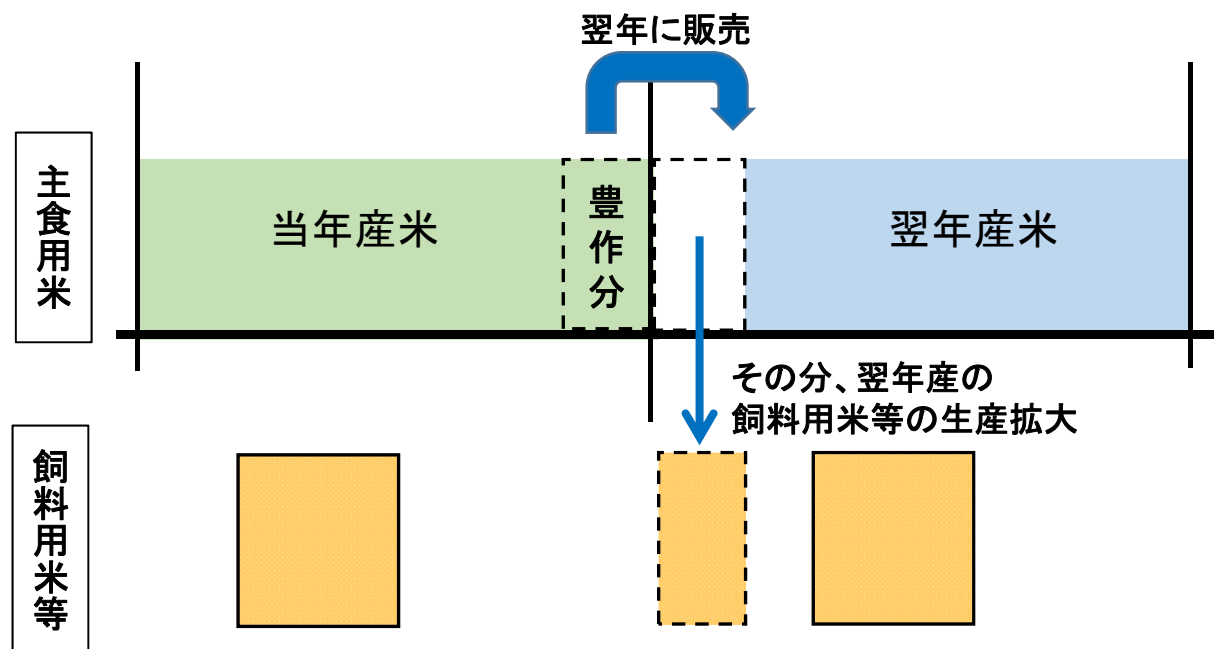 翌年に販売
主食用米
当年産米
豊作分
翌年産米
その分、翌年産の
飼料用米等の生産拡大
飼料用米等